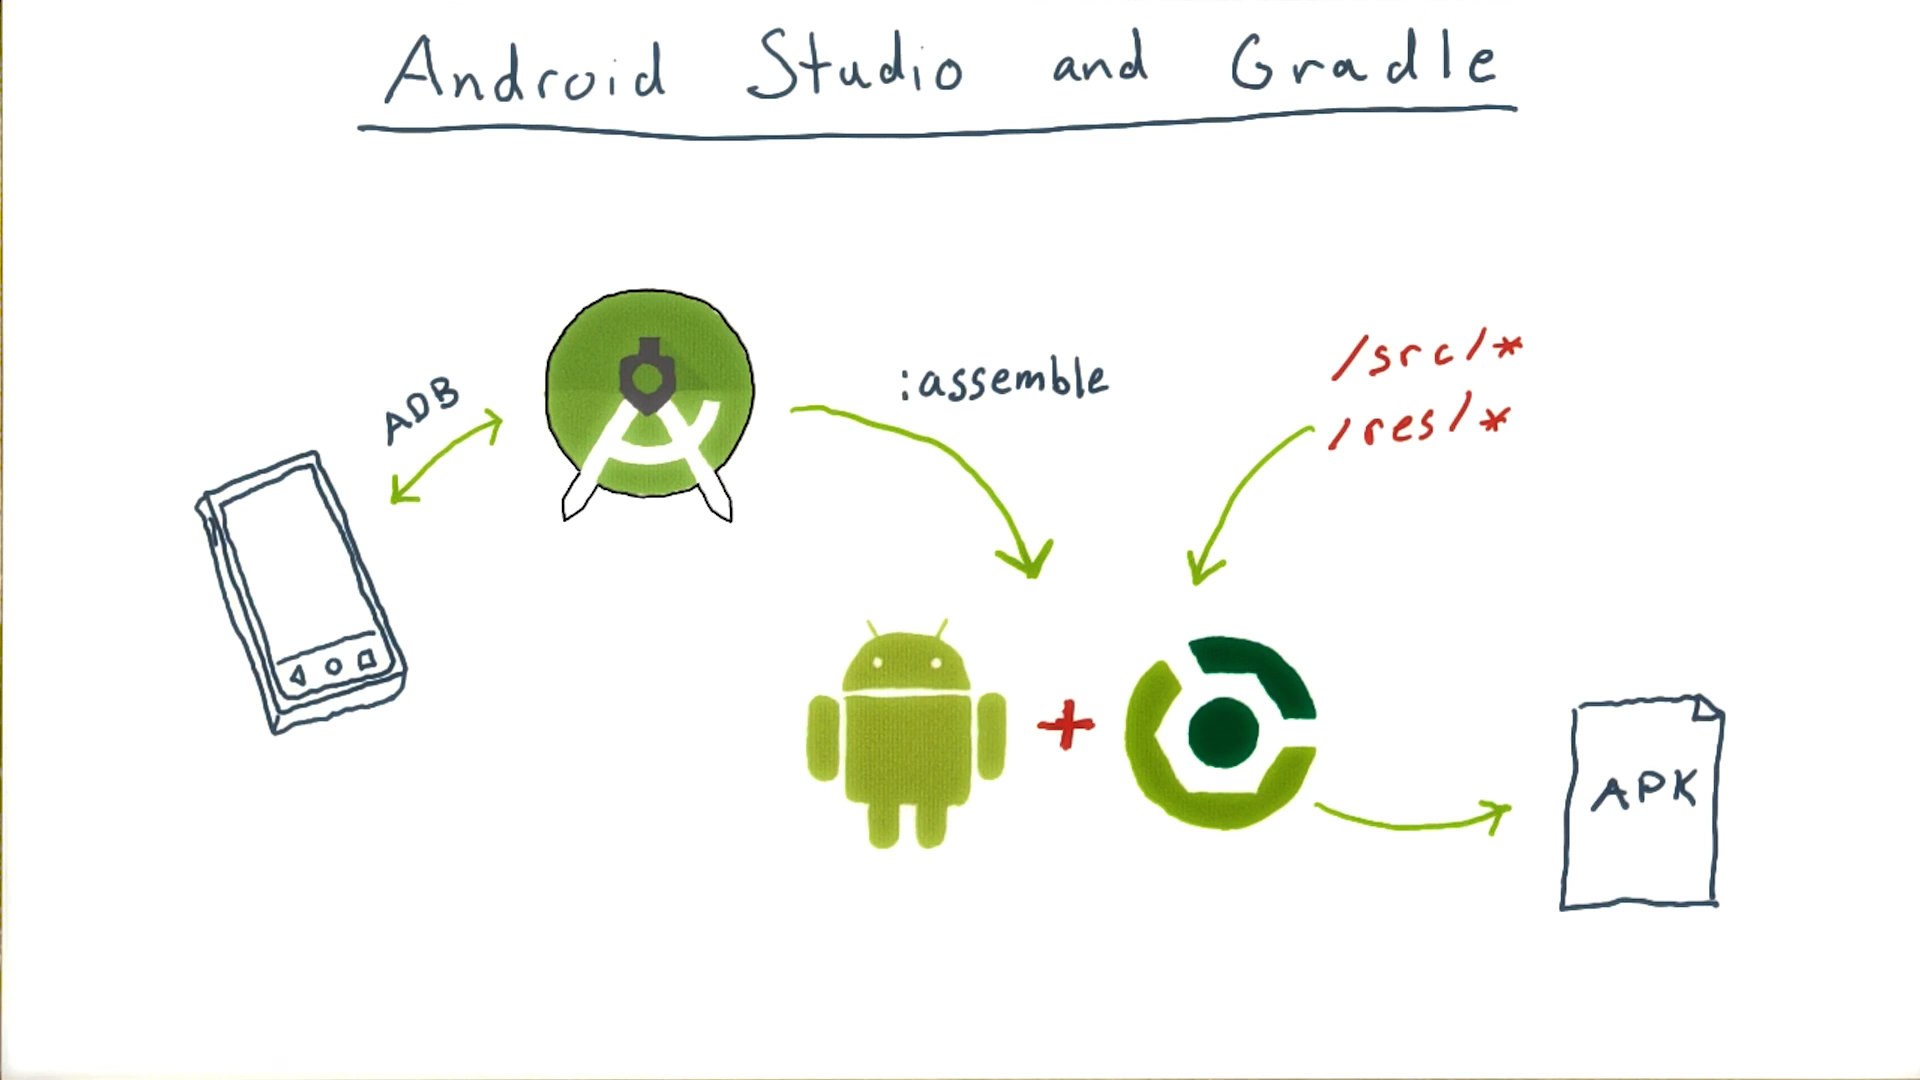 Android Studio and Gradle
ADB
:assemble
/src/*
/res/*
APK